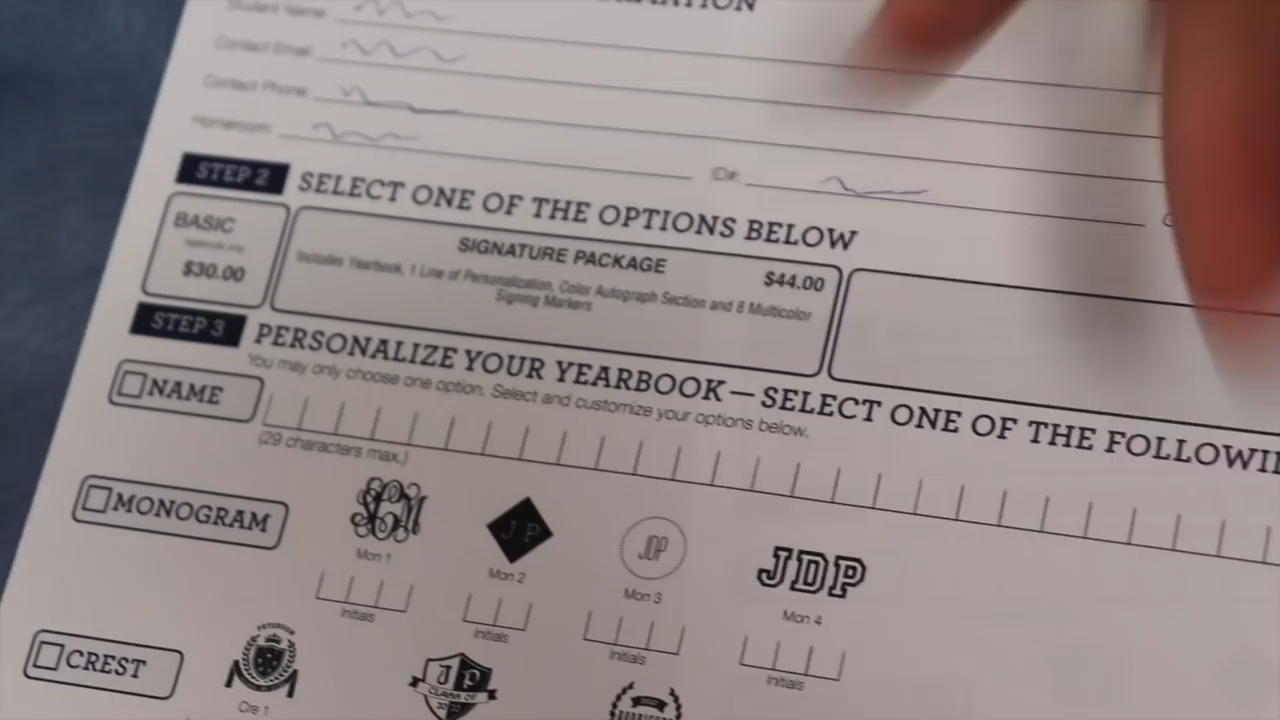 Student Name:
Contact Email:
Contact Phone:
Homeroom:
ID#:
STEP 2 SELECT ONE OF THE OPTIONS BELOW
BASIC
$30.00
SIGNATURE PACKAGE $44.00
Includes Yearbook, 1 Line of Personalization, Color Autograph Section and 8 Multicolor
Signing Markers
STEP 3 PERSONALIZE YOUR YEARBOOK — SELECT ONE OF THE
You may only choose one option. Select and customize your options below.
NAME
(29 characters max.)
MONOGRAM
JP
JDP
JDP
Mon 1
Mon 2
Mon 3
Mon 4
Initials
Initials
Initials
Initials
CREST
PETERSON
JP
CLASS OF
Cre 1